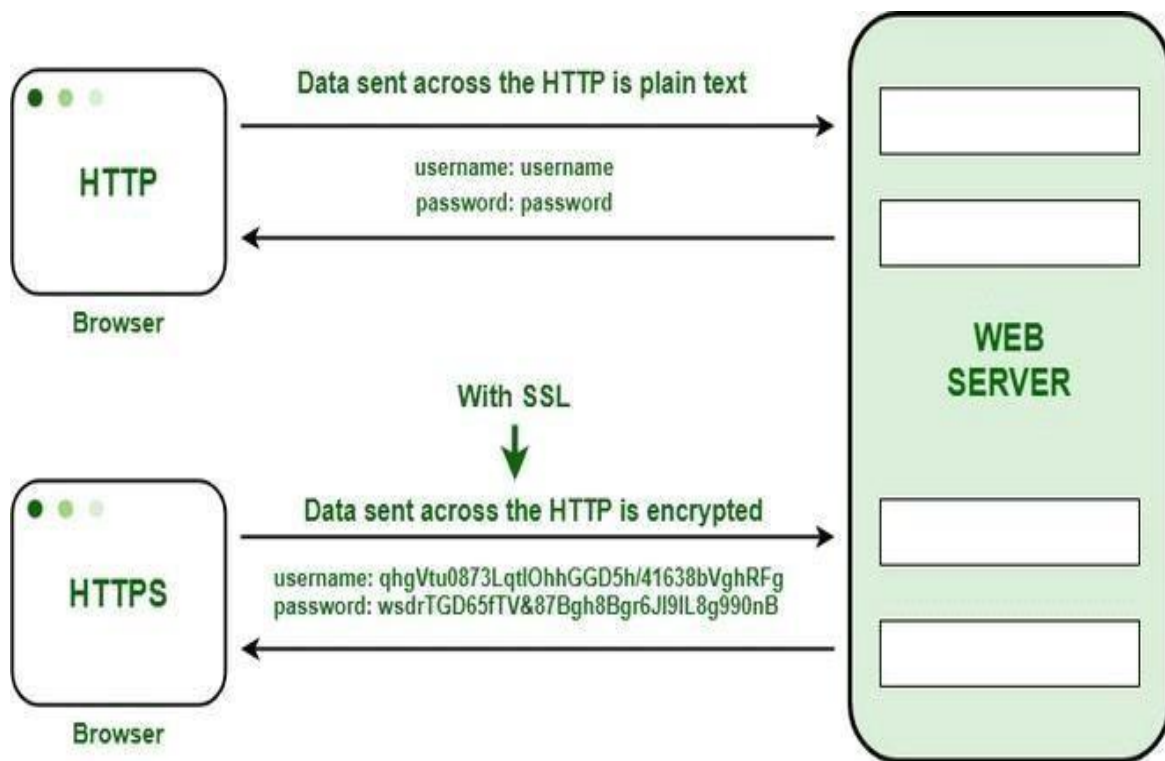 Data sent across the HTTP is plain text
HTTP
username: username
password: password
Browser
WEB
SERVER
With SSL
Data sent across the HTTP is encrypted
HTTPS
username: qhgVtu0873LqtlOhhGGD5h/41638bVghRFg
password: wsdrTGD65fTV&87Bgh8Bgr6Jl9lL8g990nB
Browser